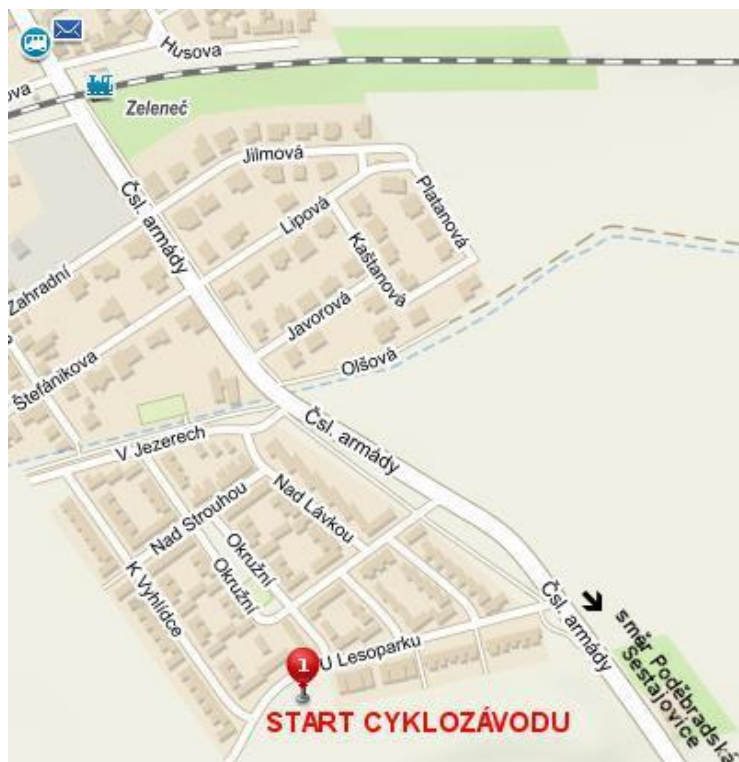 Husova
ova
Zeleneč
Jilmová
Čsl. armády
Lipová
Platanová
Kaštanová
Zahradní
Javorová
Olšová
Štefánikova
Čsl. armády
V Jezerech
Nad Lávkou
Nad Strouhou
Okružní
Okružní
K Vyhlídce
Čsl. armády
směr Poděbradská
Šestajovice
U Lesoparku
1
START CYKLOZÁVODU